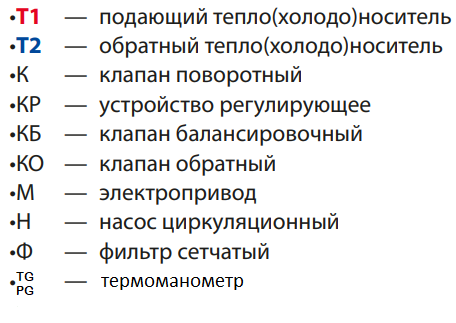 •Т1 — подающий тепло(холодо)носитель
•Т2 — обратный тепло(холодо)носитель
•К — клапан поворотный
•КР — устройство регулирующее
•КБ — клапан балансировочный
•КО — клапан обратный
•М — электропривод
•Н — насос циркуляционный
•Ф — фильтр сетчатый
•TG PG — термоманометр